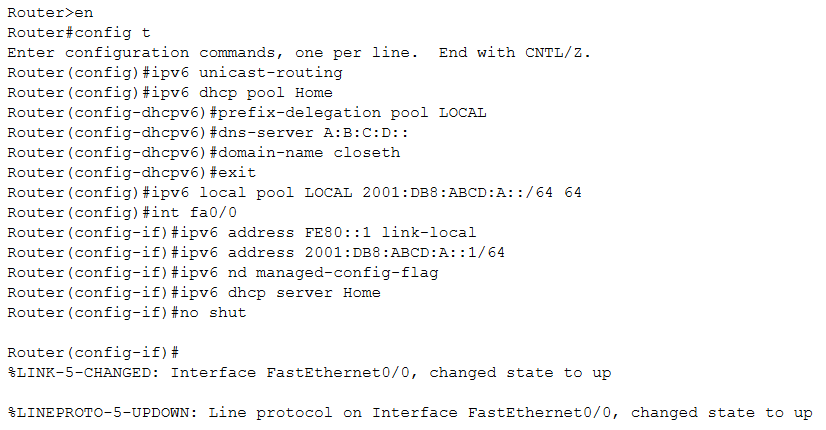 Router>en
Router#config t
Enter configuration commands, one per line.  End with CNTL/Z.
Router(config)#ipv6 unicast-routing
Router(config)#ipv6 dhcp pool Home
Router(config-dhcpv6)#prefix-delegation pool LOCAL
Router(config-dhcpv6)#dns-server A:B:C:D::
Router(config-dhcpv6)#domain-name closeth
Router(config-dhcpv6)#exit
Router(config)#ipv6 local pool LOCAL 2001:DB8:ABCD:A::/64 64
Router(config)#int fa0/0
Router(config-if)#ipv6 address FE80::1 link-local
Router(config-if)#ipv6 address 2001:DB8:ABCD:A::1/64
Router(config-if)#ipv6 nd managed-config-flag
Router(config-if)#ipv6 dhcp server Home
Router(config-if)#no shut
Router(config-if)#
%LINK-5-CHANGED: Interface FastEthernet0/0, changed state to up
%LINEPROTO-5-UPDOWN: Line protocol on Interface FastEthernet0/0, changed state to up